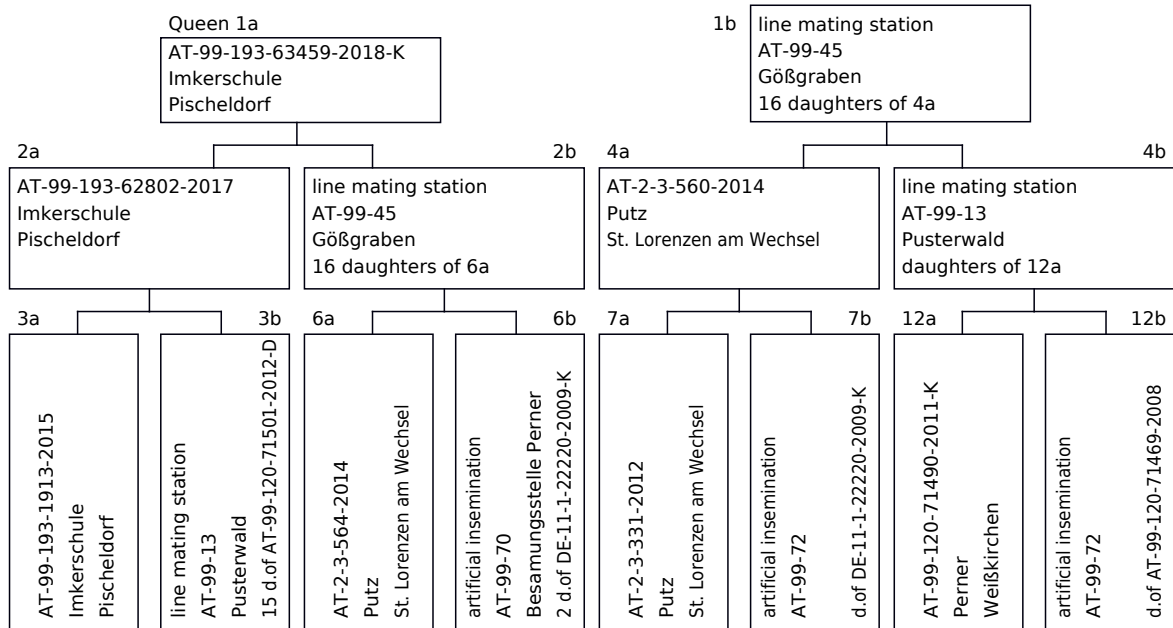 Queen 1a
AT-99-193-63459-2018-K
Imkerschule
Pischeldorf
1b
line mating station
AT-99-45
Gößgraben
16 daughters of 4a
2a
AT-99-193-62802-2017
Imkerschule
Pischeldorf
2b
line mating station
AT-99-45
Gößgraben
16 daughters of 6a
4a
AT-2-3-560-2014
Putz
St. Lorenzen am Wechsel
4b
line mating station
AT-99-13
Pusterwald
daughters of 12a
3a
AT-99-193-1913-2015
Imkerschule
Pischeldorf
3b
line mating station
AT-99-13
Pusterwald
15 d.of AT-99-120-71501-2012-D
6a
AT-2-3-564-2014
Putz
St. Lorenzen am Wechsel
6b
artificial insemination
AT-99-70
Besamungsstelle Perner
2 d.of DE-11-1-22220-2009-K
7a
AT-2-3-331-2012
Putz
St. Lorenzen am Wechsel
7b
artificial insemination
AT-99-72
d.of DE-11-1-22220-2009-K
12a
AT-99-120-71490-2011-K
Perner
Weißkirchen
12b
artificial insemination
AT-99-72
d.of AT-99-120-71469-2008